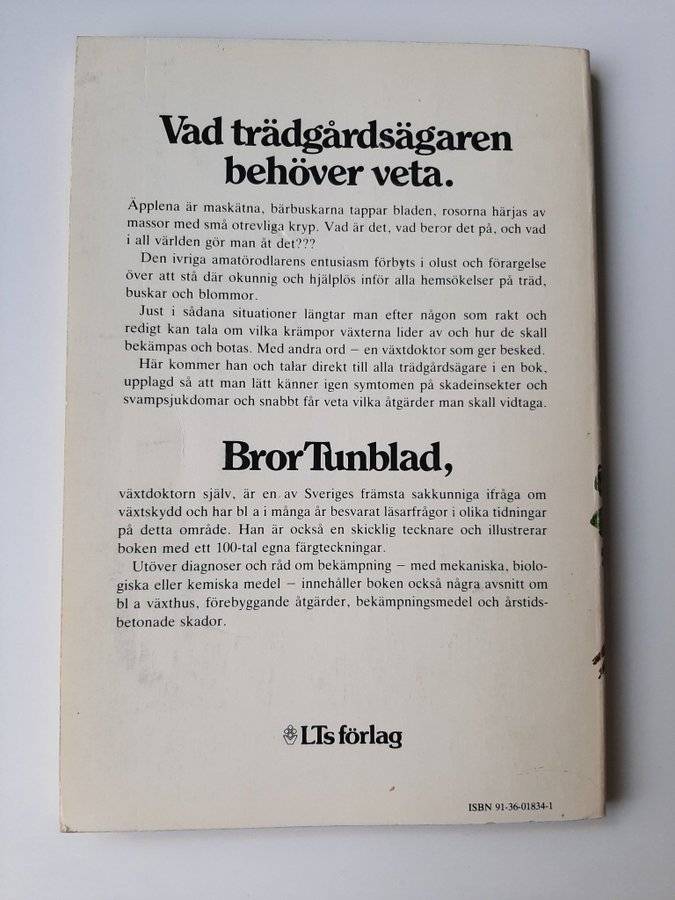 Vad trädgårdsägaren
behöver veta.
Äpplena är maskätna, bärbuskarna tappar bladen, rosorna härjas av
massor med små otrevliga kryp. Vad är det, vad beror det på, och vad
i all världen gör man åt det???
Den ivriga amatörodlarens entusiasm förbyts i olust och förargelse
över att stå där okunnig och hjälplös inför alla hemsökelser på träd,
buskar och blommor.
Just i sådana situationer längtar man efter någon som rakt och
redigt kan tala om vilka krämpor växterna lider av och hur de skall
bekämpas och botas. Med andra ord – en växtdoktor som ger besked.
Här kommer han och talar direkt till alla trädgårdsägare i en bok,
upplagd så att man lätt känner igen symtomen på skadeinsekter och
svampsjukdomar och snabbt får veta vilka åtgärder man skall vidtaga.
Bror Tunblad,
växtdoktorn själv, är en av Sveriges främsta sakkunniga ifråga om
växtskydd och har bl a i många år besvarat läsarfrågor i olika tidningar
på detta område. Han är också en skicklig tecknare och illustrerar
boken med ett 100-tal egna färgteckningar.
Utöver diagnoser och råd om bekämpning – med mekaniska, biolo-
giska eller kemiska medel – innehåller boken också några avsnitt om
bl a växthus, förebyggande åtgärder, bekämpningsmedel och årstids-
betonade skador.
LTs förlag
ISBN 91-36-01834-1